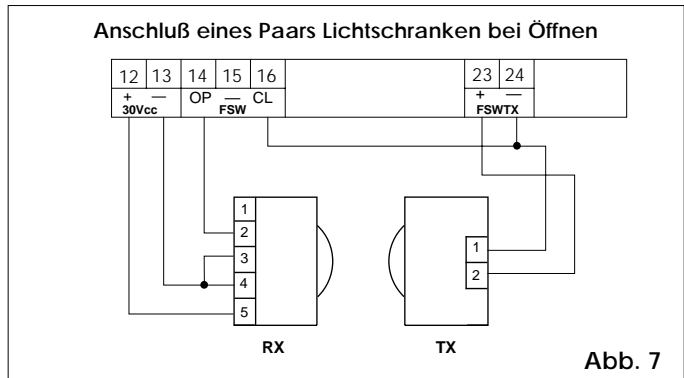 Anschluß eines Paars Lichtschranken bei Öffnen
12 13 14 15 16 23 24
+ — OP — CL + —
30Vcc FSW FSWTX
1
2
3
4
5
1
2
RX TX
Abb. 7